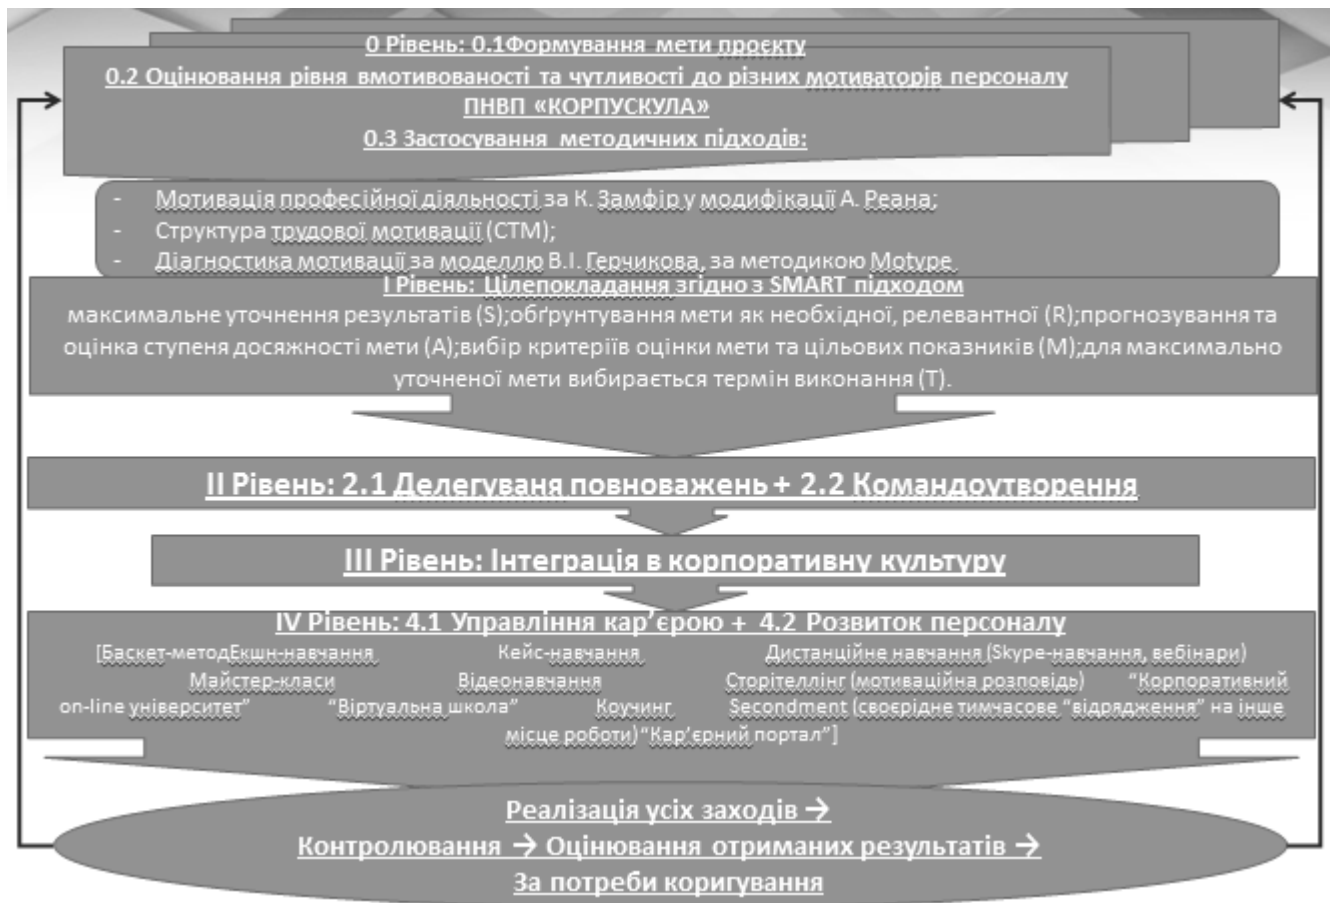 0 Рівень: 0.1Формування мети проєкту
0.2 Оцінювання рівня вмотивованості та чутливості до різних мотиваторів персоналу
ПНВП «КОРПУСКУЛА»
0.3 Застосування методичних підходів:
- Мотивація професійної діяльності за К. Замфір у модифікації А. Реана;
- Структура трудової мотивації (СТМ);
- Діагностика мотивації за моделлю В.І. Герчикова, за методикою Motype
І Рівень: Цілепокладання згідно з SMART підходом
максимальне уточнення результатів (S);обґрунтування мети як необхідної, релевантної (R);прогнозування та
оцінка ступеня досяжності мети (А);вибір критеріїв оцінки мети та цільових показників (М);для максимально
уточненої мети вибирається термін виконання (Т).
ІІ Рівень: 2.1 Делегуваня повноважень + 2.2 Командоутворення
ІІІ Рівень: Інтеграція в корпоративну культуру
IV Рівень: 4.1 Управління кар’єрою + 4.2 Розвиток персоналу
[Баскет-методЕкшн-навчання Кейс-навчання Дистанційне навчання (Skype-навчання, вебінари)
Майстер-класи Відеонавчання Сторітеллінг (мотиваційна розповідь) “Корпоративний
on-line університет” “Віртуальна школа” Коучинг Secondment (своєрідне тимчасове “відрядження” на інше
місце роботи) “Кар’єрний портал”]
Реалізація усіх заходів →
Контролювання → Оцінювання отриманих результатів →
За потреби коригування